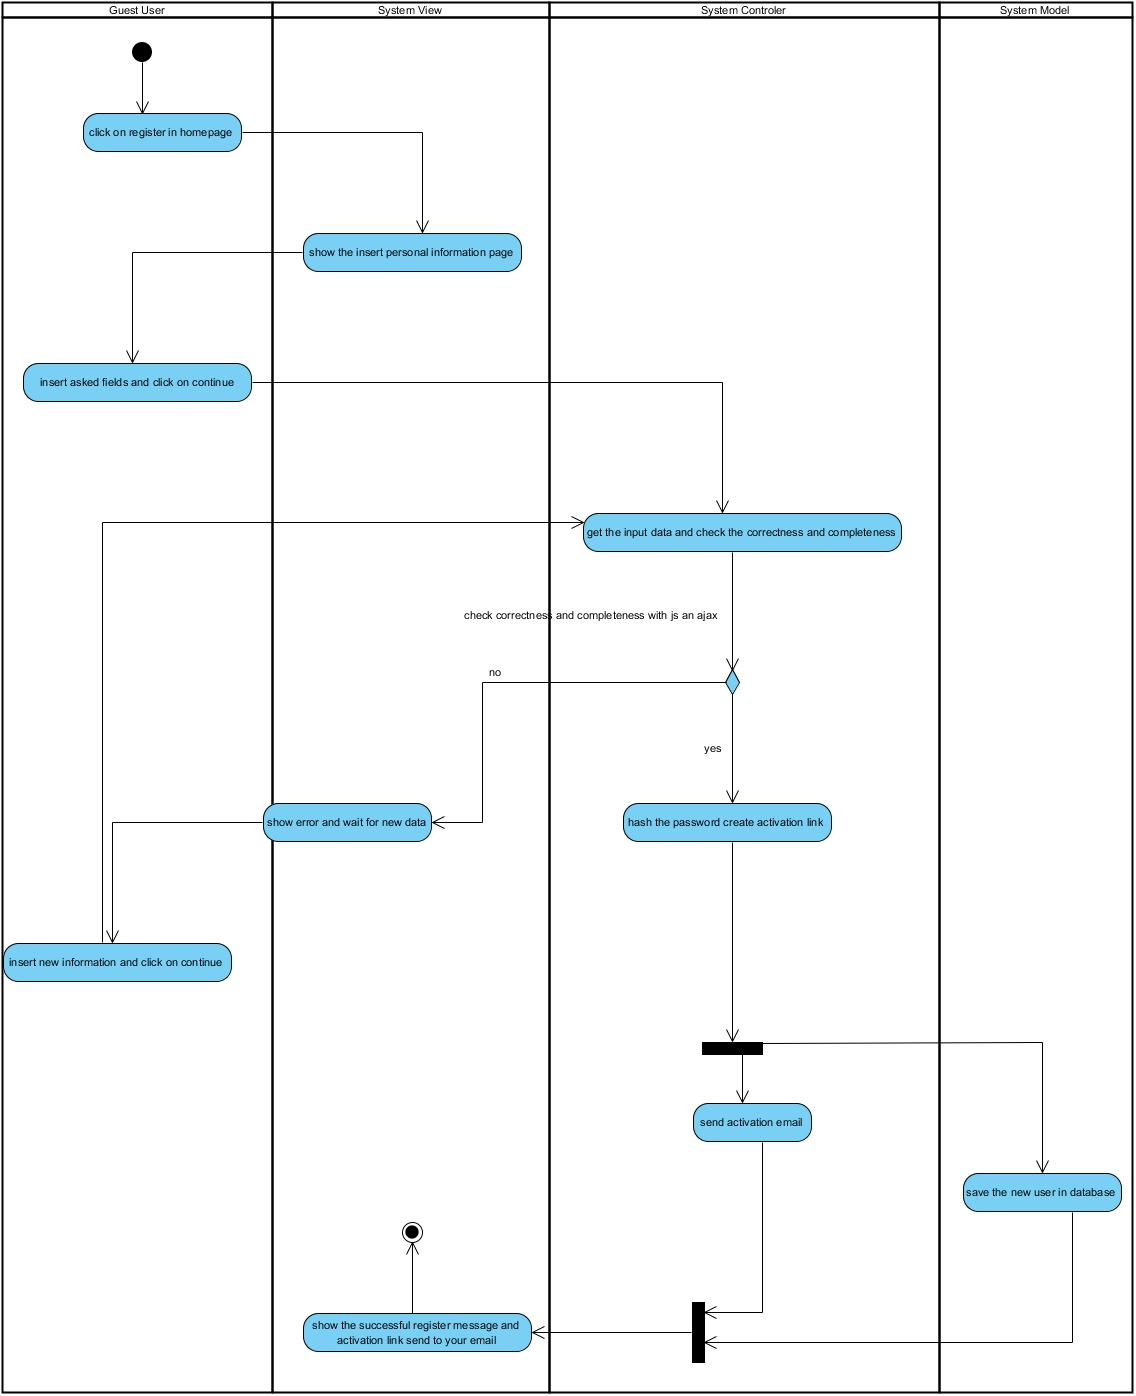 Guest User
System View
System Controler
System Model
click on register in homepage
show the insert personal information page
insert asked fields and click on continue
get the input data and check the correctness and completeness
check correctness and completeness with js an ajax
no
yes
show error and wait for new data
hash the password create activation link
insert new information and click on continue
send activation email
save the new user in database
show the successful register message and
activation link send to your email